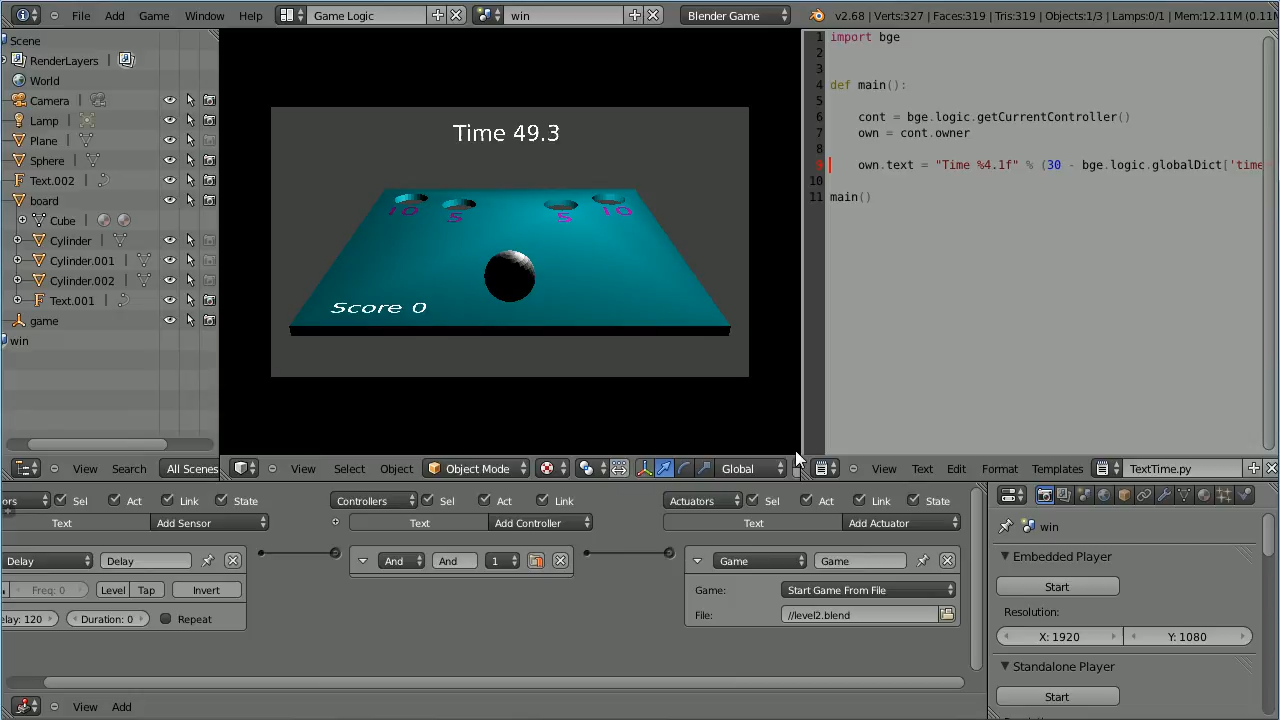 File Add Game Window Help Game Logic win Blender Game v2.68 | Verts:327 | Faces:319 | Tris:319 | Objects:1/3 | Lamps:0/1 | Mem:12.11M (0.11M
Scene
RenderLayers |
World
Camera |
Lamp |
Plane |
Sphere |
Text.002 |
board
Cube |
Cylinder |
Cylinder.001 |
Cylinder.002 |
Text.001 |
game
win
View Search All Scenes
Time 49.3
10 5 5 10
Score 0
View Select Object Object Mode Global
1 import bge
2
3
4 def main():
5
6 cont = bge.logic.getCurrentController()
7 own = cont.owner
8
9 own.text = "Time %4.1f" % (30 - bge.logic.globalDict['time
10
11 main()
View Text Edit Format Templates TextTime.py
ors Sel Act Link State
Text Add Sensor
Delay Delay
Freq: 0 Level Tap Invert
elay: 120 Duration: 0 Repeat
Controllers Sel Act Link
Text Add Controller
And And 1
Actuators Sel Act Link State
Text Add Actuator
Game Game
Game: Start Game From File
File: //level2.blend
View Add
win
Embedded Player
Start
Resolution:
X: 1920 Y: 1080
Standalone Player
Start